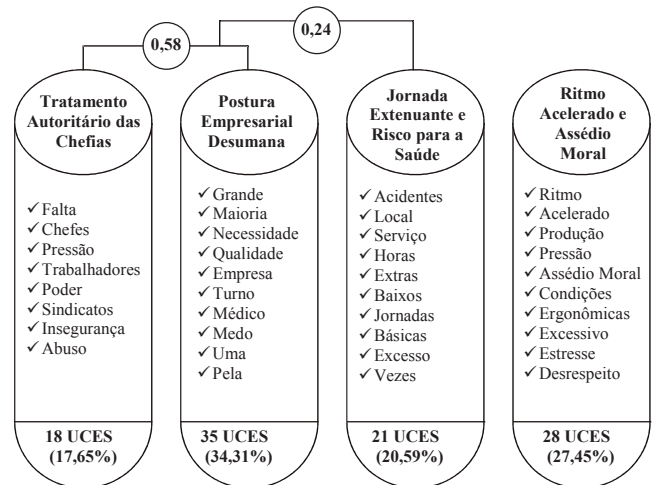 0,58
0,24
Tratamento
Autoritário das
Chefias
✓Falta
✓Chefes
✓Pressão
✓Trabalhadores
✓Poder
✓Sindicatos
✓Insegurança
✓Abuso
18 UCES
(17,65%)
Postura
Empresarial
Desumana
✓Grande
✓Maioria
✓Necessidade
✓Qualidade
✓Empresa
✓Turno
✓Médico
✓Medo
✓Uma
✓Pela
35 UCES
(34,31%)
Jornada
Extenuante e
Risco para a
Saúde
✓Acidentes
✓Local
✓Serviço
✓Horas
✓Extras
✓Baixos
✓Jornadas
✓Básicas
✓Excesso
✓Vezes
21 UCES
(20,59%)
Ritmo
Acelerado e
Assédio
Moral
✓Ritmo
✓Acelerado
✓Produção
✓Pressão
✓Assédio Moral
✓Condições
✓Ergonômicas
✓Excessivo
✓Estresse
✓Desrespeito
28 UCES
(27,45%)